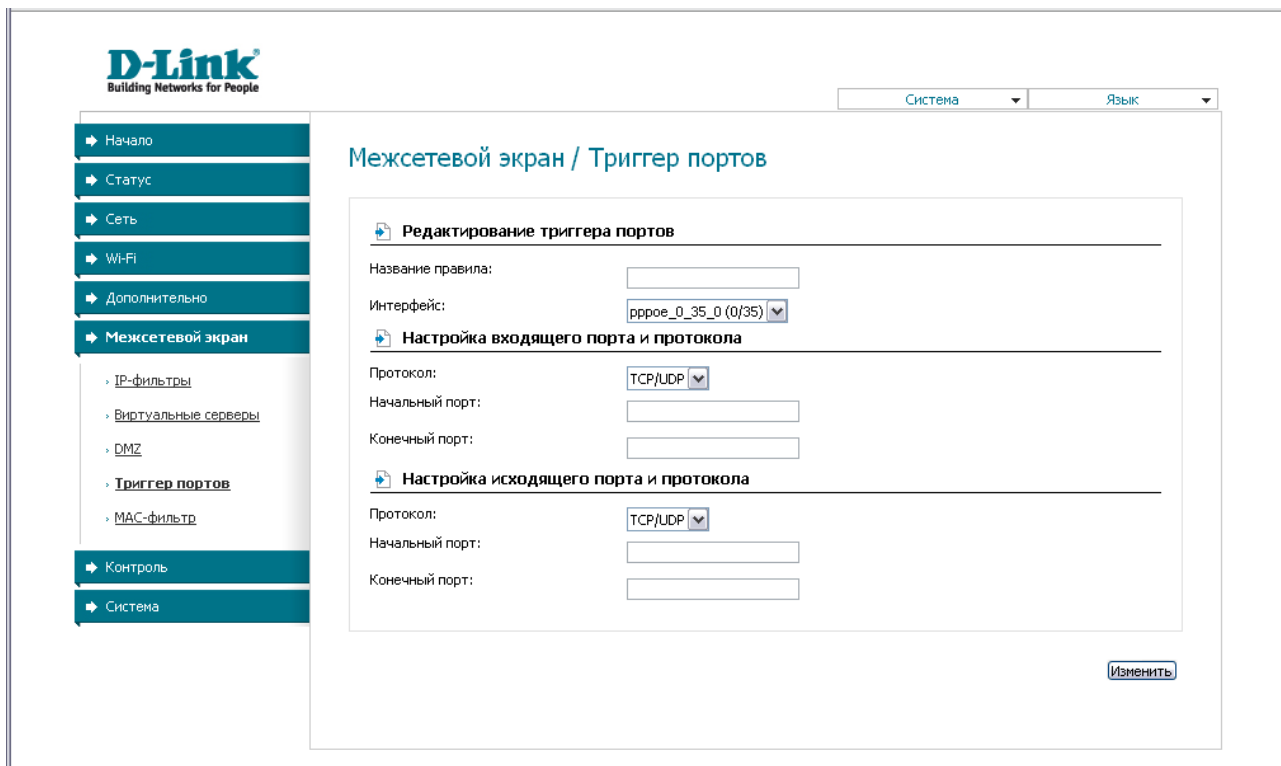 D-Link
Building Networks for People
Система
Язык
Начало
Статус
Сеть
Wi-Fi
Дополнительно
Межсетевой экран
IP-фильтры
Виртуальные серверы
DMZ
Триггер портов
MAC-фильтр
Контроль
Система
Межсетевой экран / Триггер портов
Редактирование триггера портов
Название правила:
Интерфейс:
pppoe_0_35_0 (0/35)
Настройка входящего порта и протокола
Протокол:
TCP/UDP
Начальный порт:
Конечный порт:
Настройка исходящего порта и протокола
Протокол:
TCP/UDP
Начальный порт:
Конечный порт:
Изменить